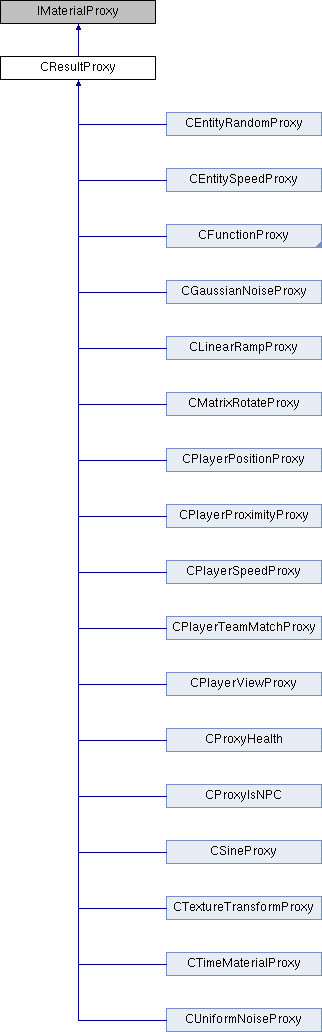 IMaterialProxy
CResultProxy
CEntityRandomProxy
CEntitySpeedProxy
CFunctionProxy
CGaussianNoiseProxy
CLinearRampProxy
CMatrixRotateProxy
CPlayerPositionProxy
CPlayerProximityProxy
CPlayerSpeedProxy
CPlayerTeamMatchProxy
CPlayerViewProxy
CProxyHealth
CProxyIsNPC
CSineProxy
CTextureTransformProxy
CTimeMaterialProxy
CUniformNoiseProxy